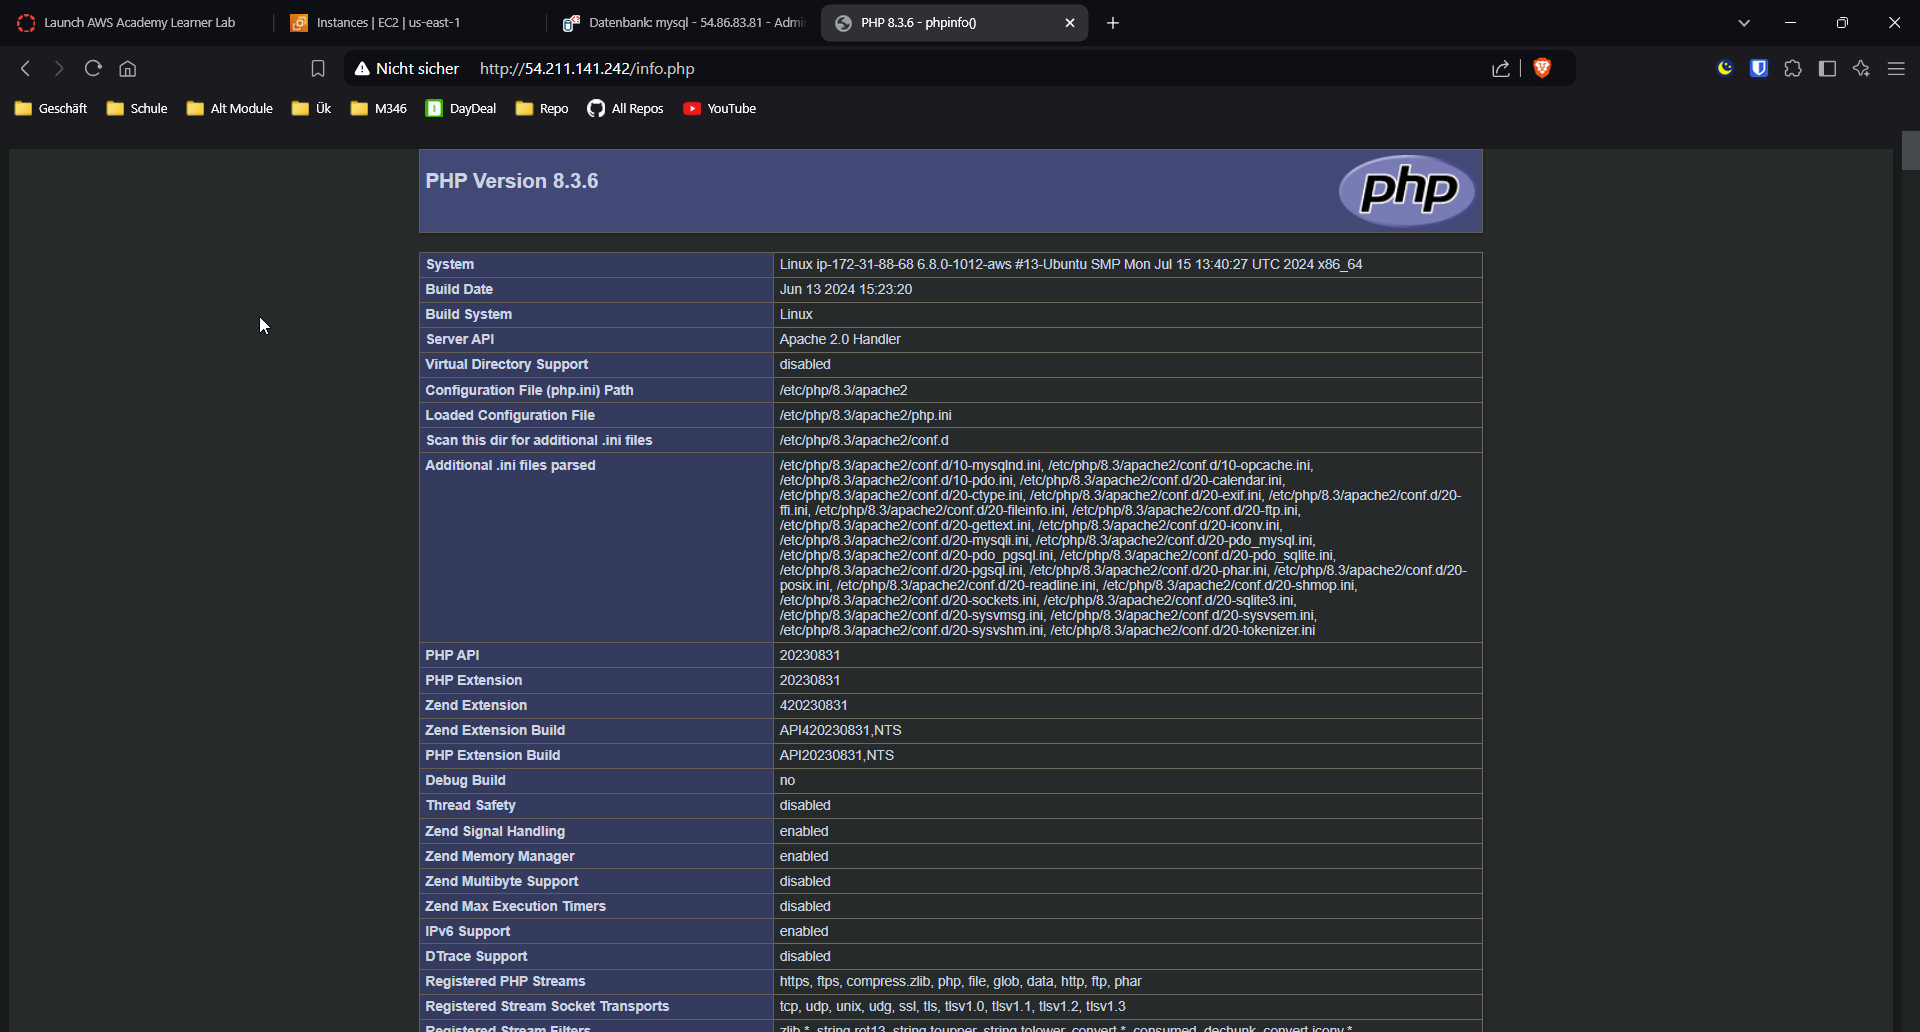 Launch AWS Academy Learner Lab
Instances | EC2 | us-east-1
Datenbank: mysql - 54.86.83.81 - Admi
PHP 8.3.6 - phpinfo()
Nicht sicher http://54.211.141.242/info.php
Geschäft Schule Alt Module Ük M346 DayDeal Repo All Repos YouTube
PHP Version 8.3.6
php
System Linux ip-172-31-88-68 6.8.0-1012-aws #13-Ubuntu SMP Mon Jul 15 13:40:27 UTC 2024 x86_64
Build Date Jun 13 2024 15:23:20
Build System Linux
Server API Apache 2.0 Handler
Virtual Directory Support disabled
Configuration File (php.ini) Path /etc/php/8.3/apache2
Loaded Configuration File /etc/php/8.3/apache2/php.ini
Scan this dir for additional .ini files /etc/php/8.3/apache2/conf.d
Additional .ini files parsed /etc/php/8.3/apache2/conf.d/10-mysqlnd.ini, /etc/php/8.3/apache2/conf.d/10-opcache.ini,
/etc/php/8.3/apache2/conf.d/10-pdo.ini, /etc/php/8.3/apache2/conf.d/20-calendar.ini,
/etc/php/8.3/apache2/conf.d/20-ctype.ini, /etc/php/8.3/apache2/conf.d/20-exif.ini, /etc/php/8.3/apache2/conf.d/20-
ffi.ini, /etc/php/8.3/apache2/conf.d/20-fileinfo.ini, /etc/php/8.3/apache2/conf.d/20-ftp.ini,
/etc/php/8.3/apache2/conf.d/20-gettext.ini, /etc/php/8.3/apache2/conf.d/20-iconv.ini,
/etc/php/8.3/apache2/conf.d/20-mysqli.ini, /etc/php/8.3/apache2/conf.d/20-pdo_mysql.ini,
/etc/php/8.3/apache2/conf.d/20-pdo_pgsql.ini, /etc/php/8.3/apache2/conf.d/20-pdo_sqlite.ini,
/etc/php/8.3/apache2/conf.d/20-pgsql.ini, /etc/php/8.3/apache2/conf.d/20-phar.ini, /etc/php/8.3/apache2/conf.d/20-
posix.ini, /etc/php/8.3/apache2/conf.d/20-readline.ini, /etc/php/8.3/apache2/conf.d/20-shmop.ini,
/etc/php/8.3/apache2/conf.d/20-sockets.ini, /etc/php/8.3/apache2/conf.d/20-sqlite3.ini,
/etc/php/8.3/apache2/conf.d/20-sysvmsg.ini, /etc/php/8.3/apache2/conf.d/20-sysvsem.ini,
/etc/php/8.3/apache2/conf.d/20-sysvshm.ini, /etc/php/8.3/apache2/conf.d/20-tokenizer.ini
PHP API 20230831
PHP Extension 20230831
Zend Extension 420230831
Zend Extension Build API420230831,NTS
PHP Extension Build API20230831,NTS
Debug Build no
Thread Safety disabled
Zend Signal Handling enabled
Zend Memory Manager enabled
Zend Multibyte Support disabled
Zend Max Execution Timers disabled
IPv6 Support enabled
DTrace Support disabled
Registered PHP Streams https, ftps, compress.zlib, php, file, glob, data, http, ftp, phar
Registered Stream Socket Transports tcp, udp, unix, udg, ssl, tls, tlsv1.0, tlsv1.1, tlsv1.2, tlsv1.3
Registered Stream Filters zlib.*, string.rot13, string.toupper, string.tolower, convert.*, consumed, dechunk, convert.iconv.*